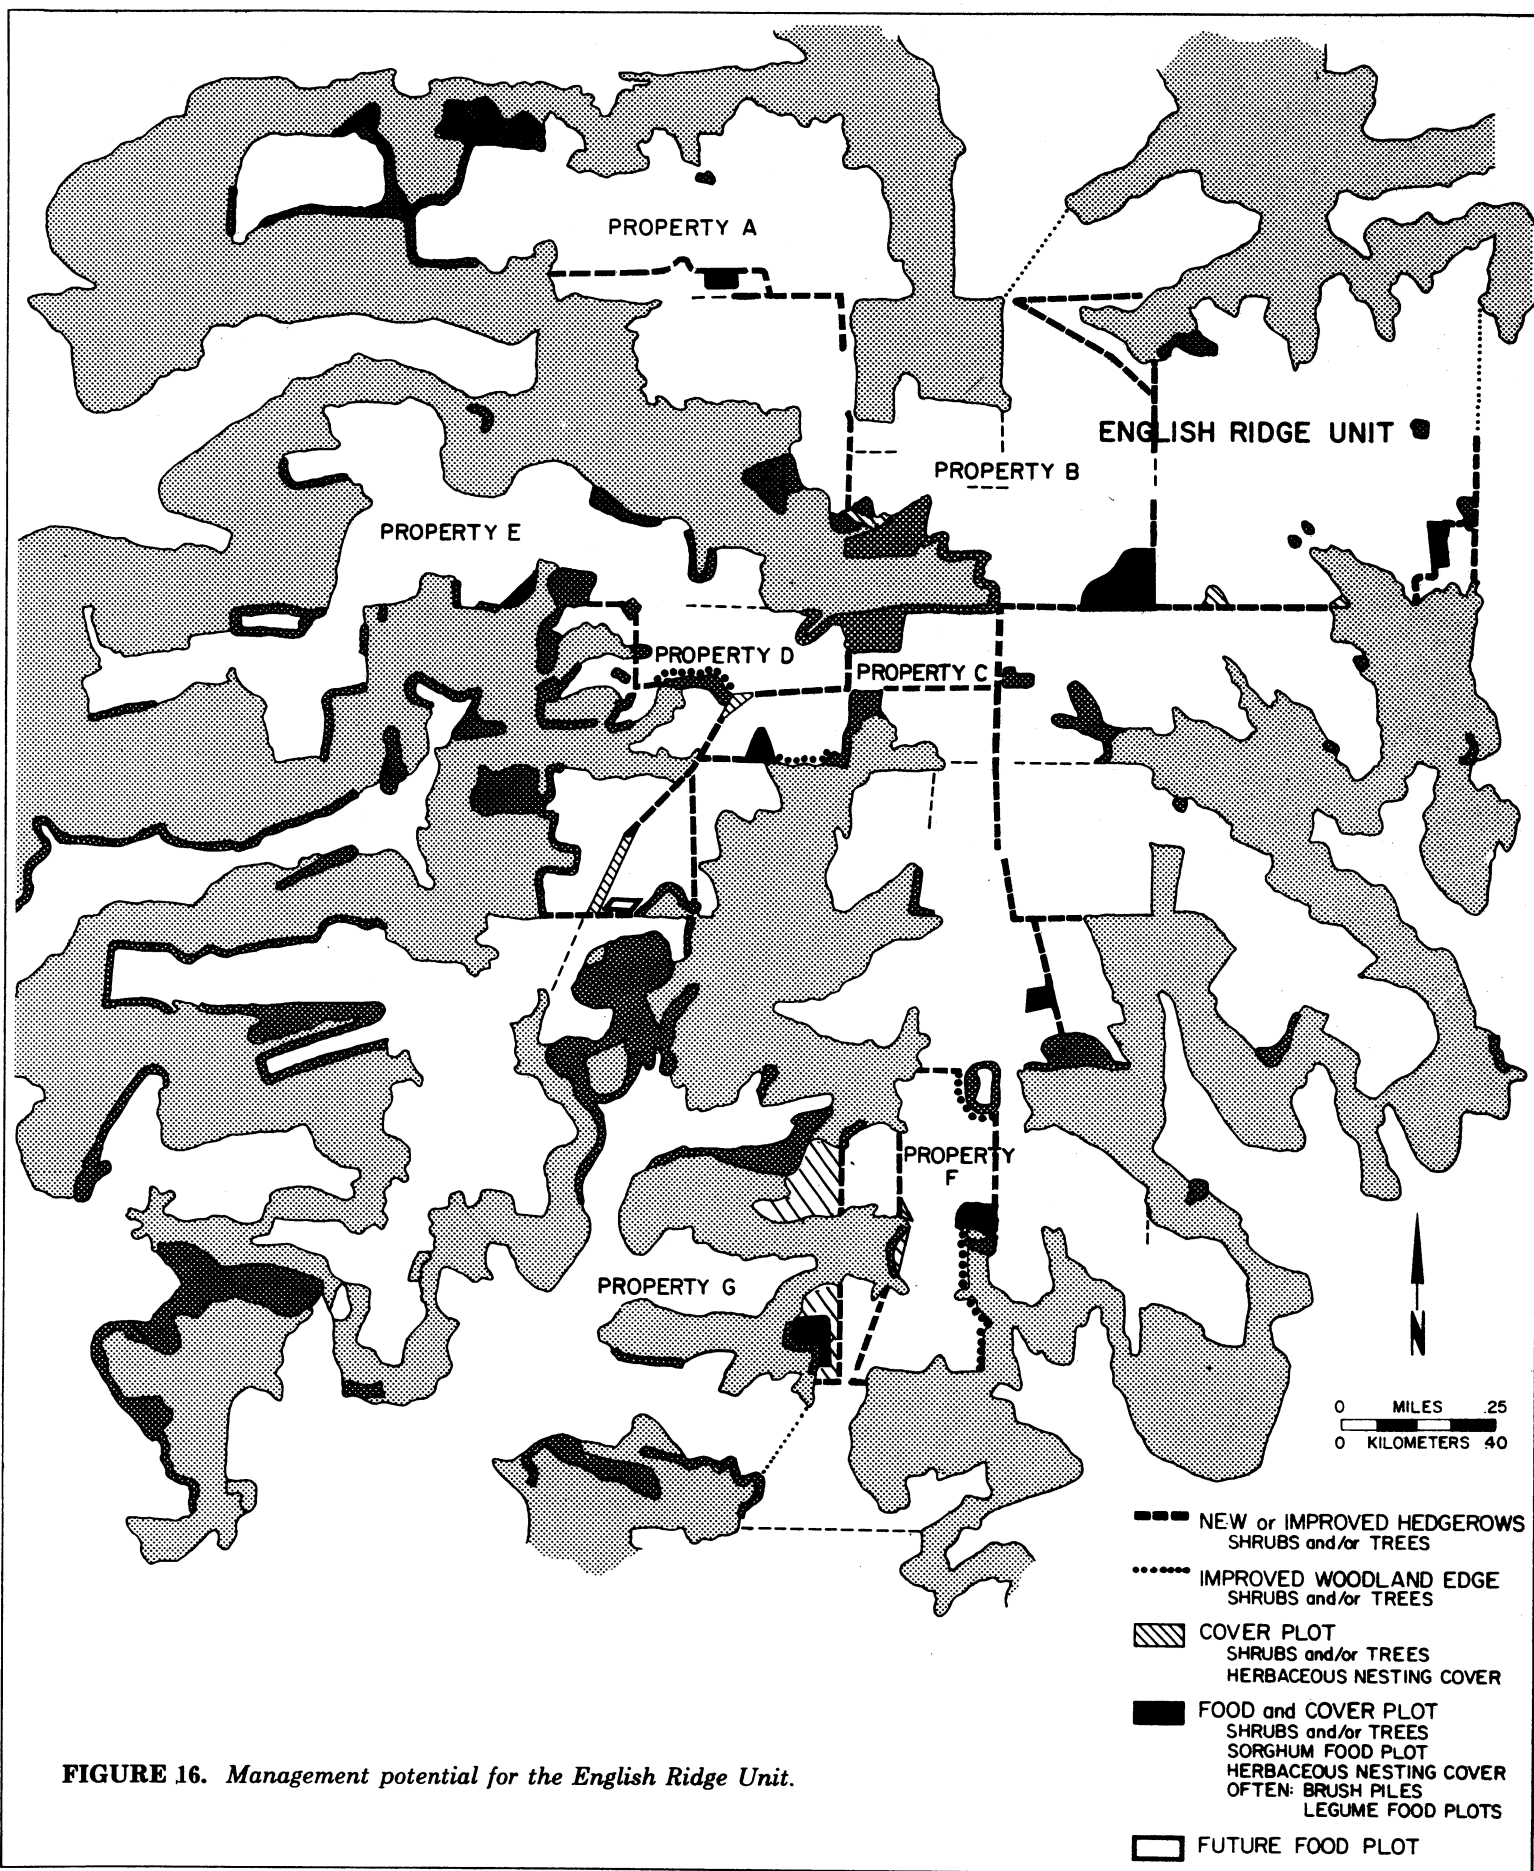 PROPERTY A
ENGLISH RIDGE UNIT
PROPERTY B
PROPERTY E
PROPERTY D
PROPERTY C
PROPERTY
F
PROPERTY G
N
0 MILES .25
0 KILOMETERS .40
NEW or IMPROVED HEDGEROWS
SHRUBS and/or TREES
IMPROVED WOODLAND EDGE
SHRUBS and/or TREES
COVER PLOT
SHRUBS and/or TREES
HERBACEOUS NESTING COVER
FOOD and COVER PLOT
SHRUBS and/or TREES
SORGHUM FOOD PLOT
HERBACEOUS NESTING COVER
OFTEN: BRUSH PILES
LEGUME FOOD PLOTS
FUTURE FOOD PLOT
FIGURE 16. Management potential for the English Ridge Unit.